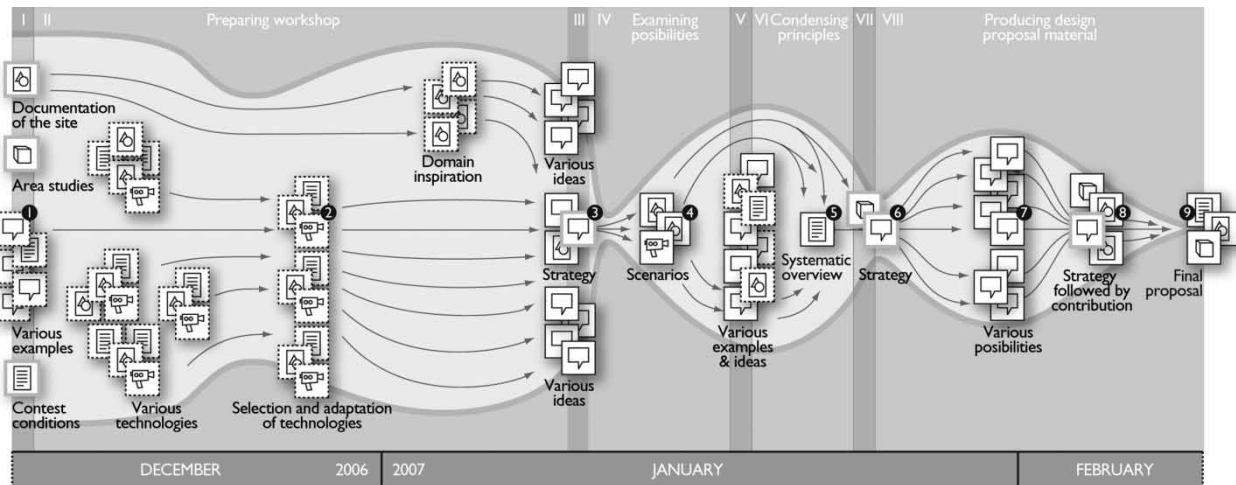 I
II
Preparing workshop
III
IV
Examining
posibilities
V
VI
Condensing
principles
VII
VIII
Producing design
proposal material
IX
Documentation
of the site
Area studies
1
Various
examples
Contest
conditions
Various
technologies
2
Selection and adaptation
of technologies
Domain
inspiration
Various
ideas
3
Strategy
Various
ideas
4
Scenarios
Various
examples
& ideas
5
Systematic
overview
6
Strategy
7
Various
posibilities
8
Strategy
followed by
contribution
9
Final
proposal
DECEMBER
2006
2007
JANUARY
FEBRUARY